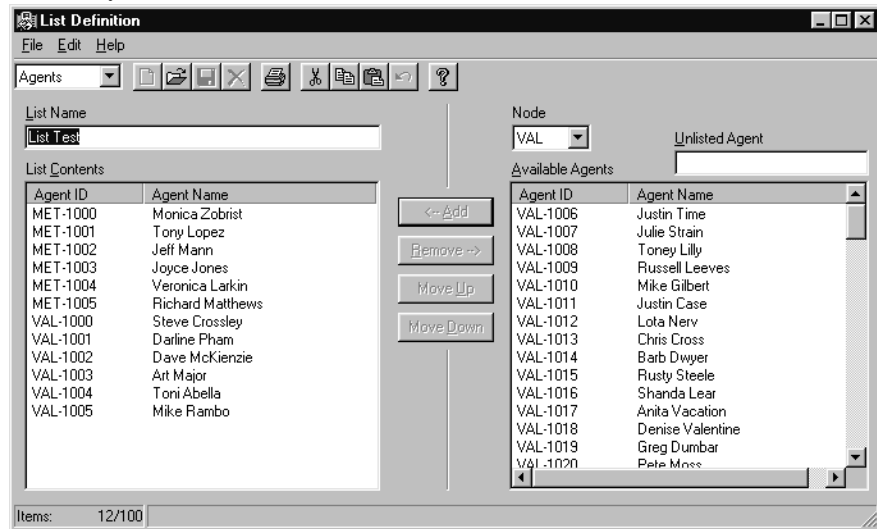 List Definition
File Edit Help
Agents
List Name
List Test
List Contents
Agent ID Agent Name
MET-1000 Monica Zobrist
MET-1001 Tony Lopez
MET-1002 Jeff Mann
MET-1003 Joyce Jones
MET-1004 Veronica Larkin
MET-1005 Richard Matthews
VAL-1000 Steve Crossley
VAL-1001 Darline Pham
VAL-1002 Dave McKienzie
VAL-1003 Art Major
VAL-1004 Toni Abella
VAL-1005 Mike Rambo
<-- Add
Remove -->
Move Up
Move Down
Node
VAL
Unlisted Agent
Available Agents
Agent ID Agent Name
VAL-1006 Justin Time
VAL-1007 Julie Strain
VAL-1008 Toney Lilly
VAL-1009 Russell Leeves
VAL-1010 Mike Gilbert
VAL-1011 Justin Case
VAL-1012 Lota Nerv
VAL-1013 Chris Cross
VAL-1014 Barb Dwyer
VAL-1015 Rusty Steele
VAL-1016 Shanda Lear
VAL-1017 Anita Vacation
VAL-1018 Denise Valentine
VAL-1019 Greg Dumbar
VAL-1020 Pete Moss
Items: 12/100